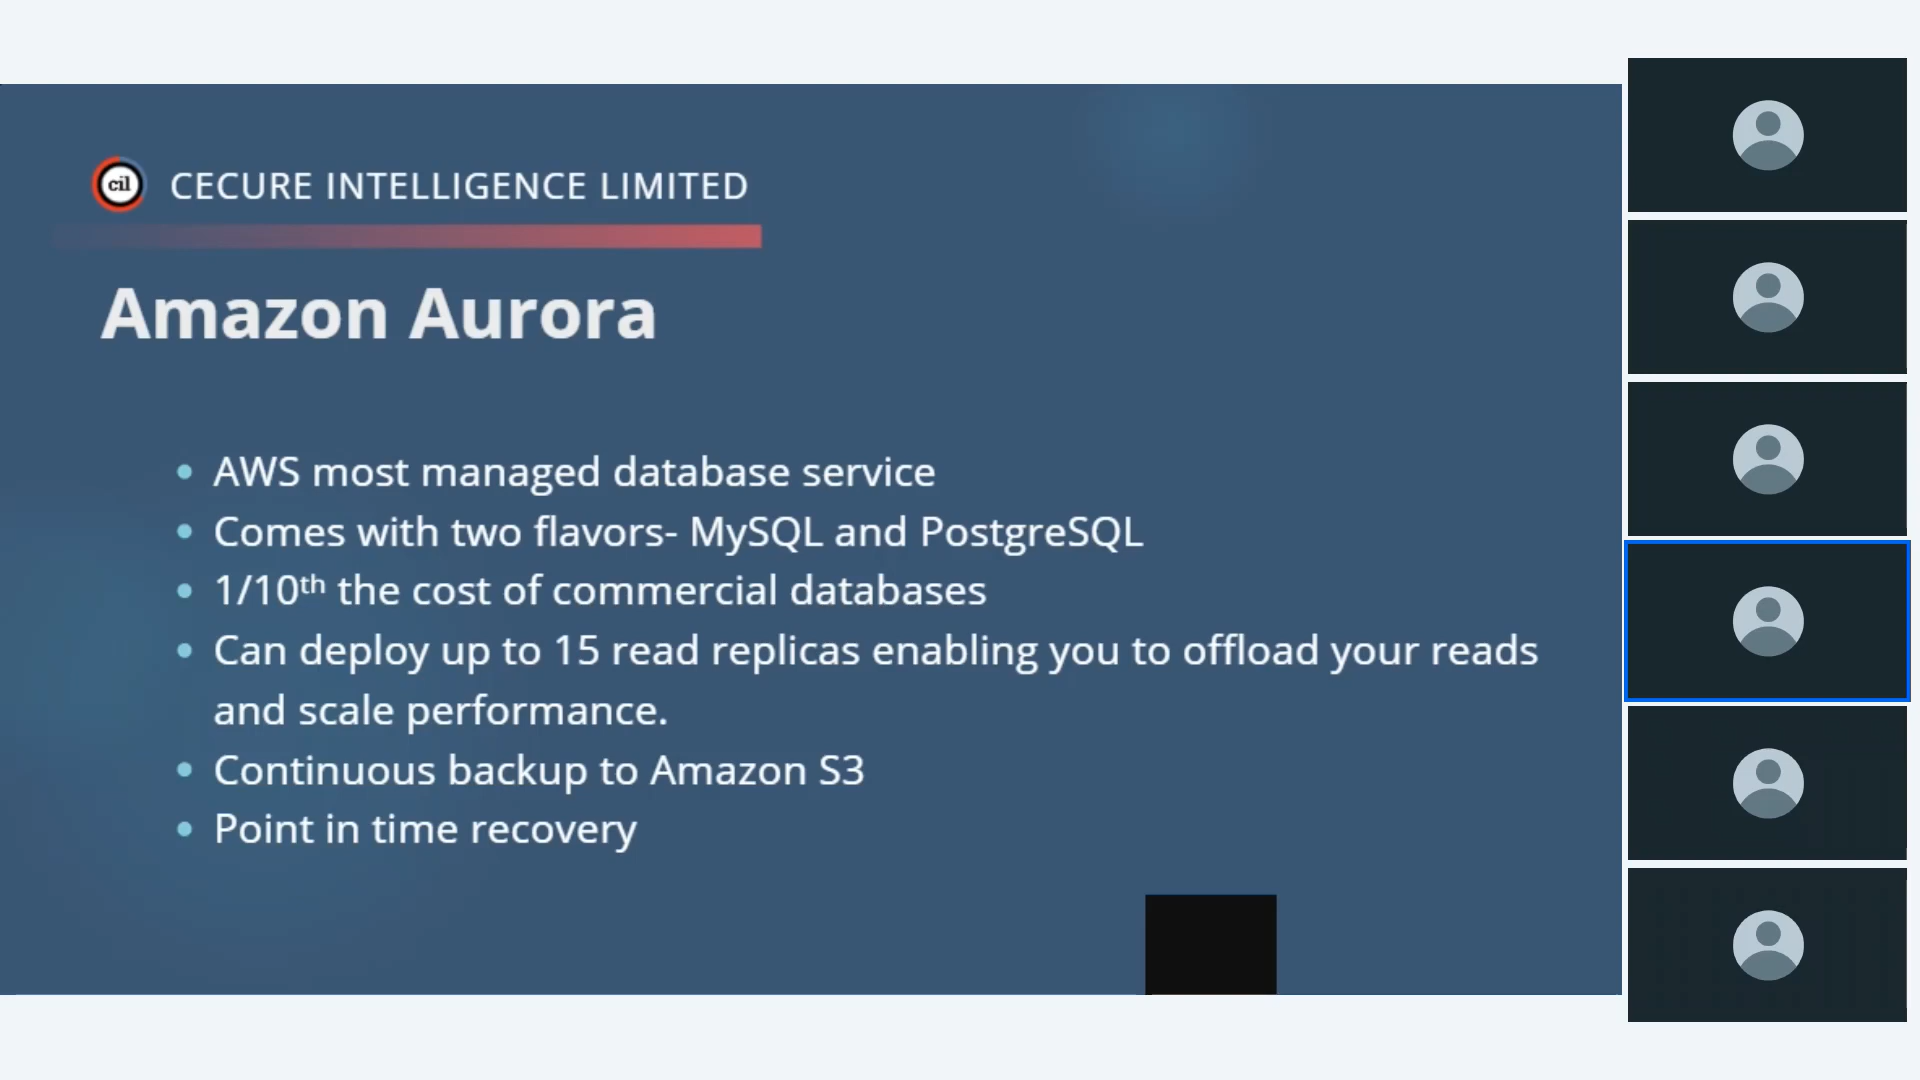 cil
CECURE INTELLIGENCE LIMITED
Amazon Aurora
• AWS most managed database service
• Comes with two flavors- MySQL and PostgreSQL
• 1/10th the cost of commercial databases
• Can deploy up to 15 read replicas enabling you to offload your reads
and scale performance.
• Continuous backup to Amazon S3
• Point in time recovery